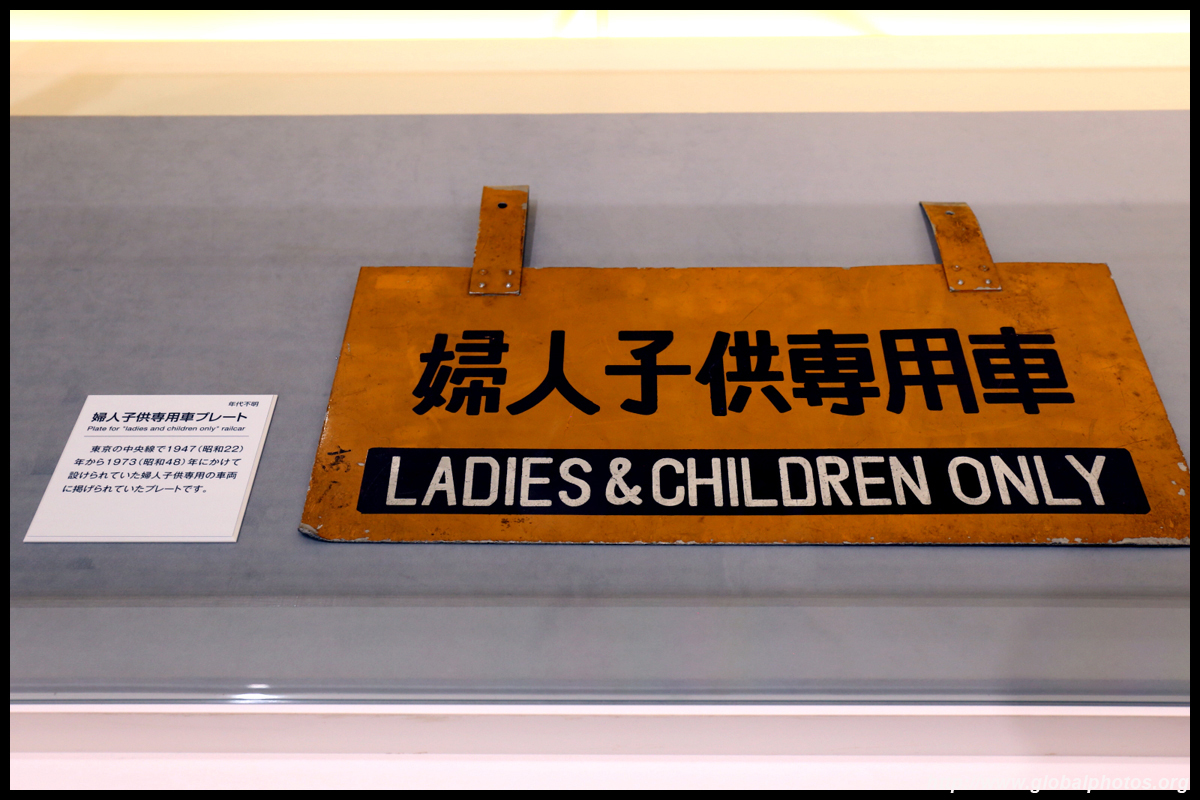 年代不明
婦人子供専用車プレート
Plate for "ladies and children only" railcar
東京の中央線で1947(昭和22)
年から1973(昭和48)年にかけて
設けられていた婦人子供専用の車両
に掲げられていたプレートです。
婦人子供専用車
LADIES & CHILDREN ONLY
www.globalphotos.org